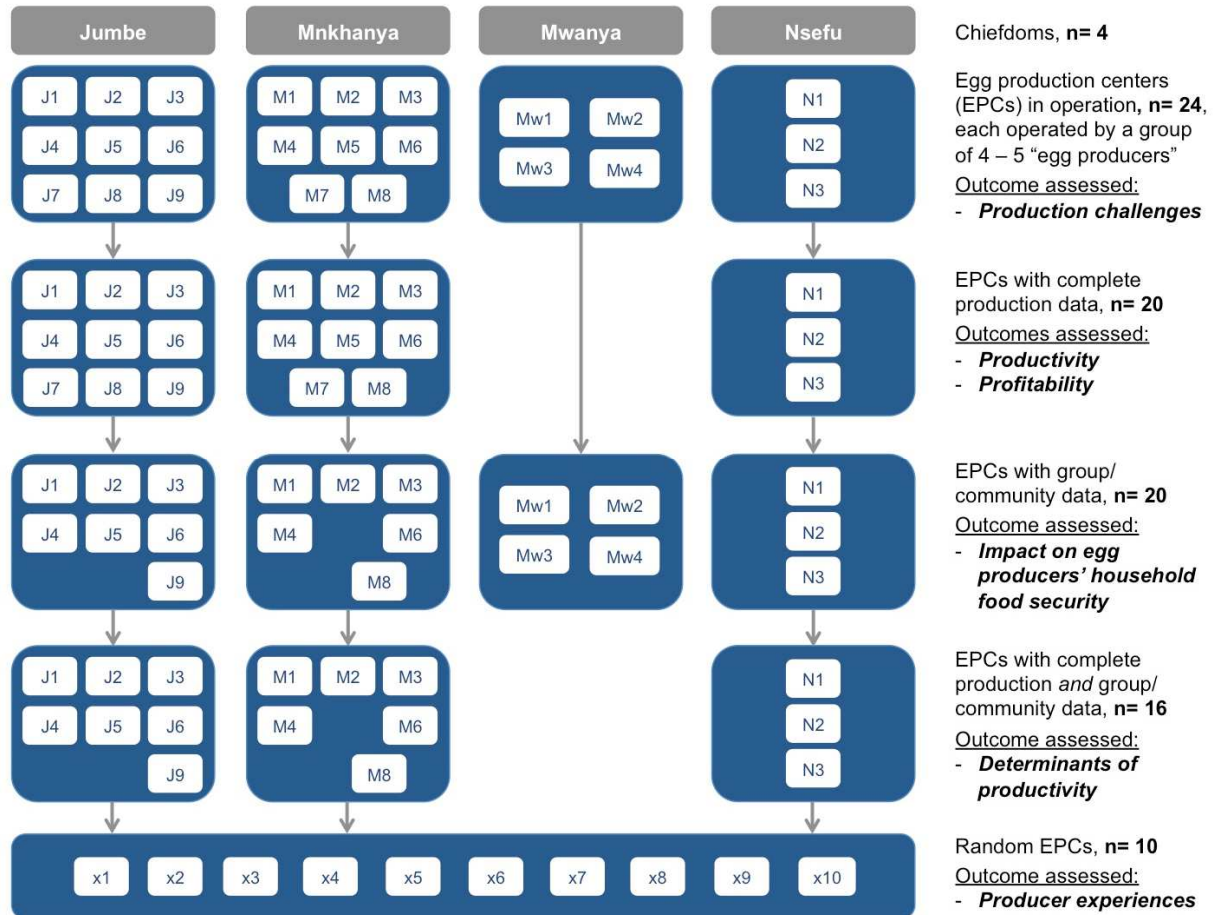 Jumbe
Mnkhanya
Mwanya
Nsefu
Chiefdoms, n= 4
J1 J2 J3
J4 J5 J6
J7 J8 J9
M1 M2 M3
M4 M5 M6
M7 M8
Mw1 Mw2
Mw3 Mw4
N1
N2
N3
Egg production centers
(EPCs) in operation, n= 24,
each operated by a group
of 4 – 5 “egg producers”
Outcome assessed:
- Production challenges
J1 J2 J3
J4 J5 J6
J7 J8 J9
M1 M2 M3
M4 M5 M6
M7 M8
N1
N2
N3
EPCs with complete
production data, n= 20
Outcomes assessed:
- Productivity
- Profitability
J1 J2 J3
J4 J5 J6
J9
M1 M2 M3
M4 M6
M8
Mw1 Mw2
Mw3 Mw4
N1
N2
N3
EPCs with group/
community data, n= 20
Outcome assessed:
- Impact on egg
producers’ household
food security
J1 J2 J3
J4 J5 J6
J9
M1 M2 M3
M4 M6
M8
N1
N2
N3
EPCs with complete
production and group/
community data, n= 16
Outcome assessed:
- Determinants of
productivity
x1 x2 x3 x4 x5 x6 x7 x8 x9 x10
Random EPCs, n= 10
Outcome assessed:
- Producer experiences